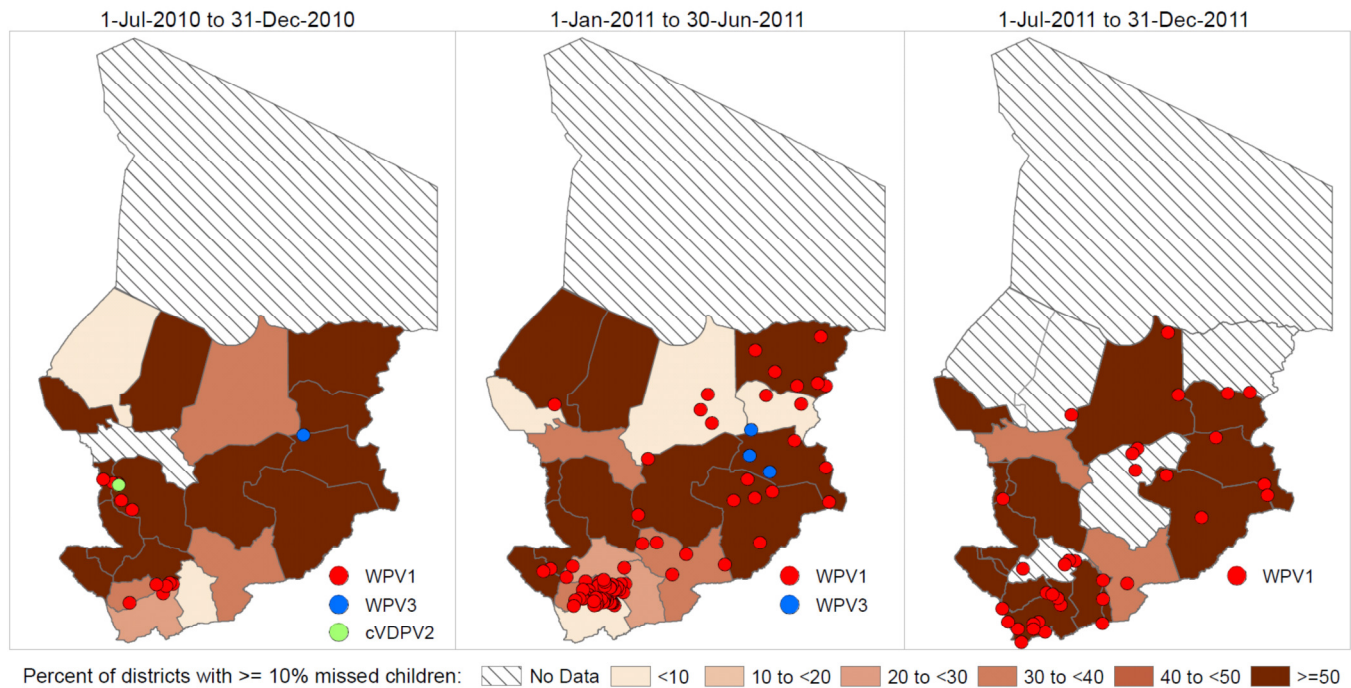 1-Jul-2010 to 31-Dec-2010
1-Jan-2011 to 30-Jun-2011
1-Jul-2011 to 31-Dec-2011
WPV1
WPV3
cVDPV2
WPV1
WPV3
WPV1
Percent of districts with >= 10% missed children: No Data <10 10 to <20 20 to <30 30 to <40 40 to <50 >=50